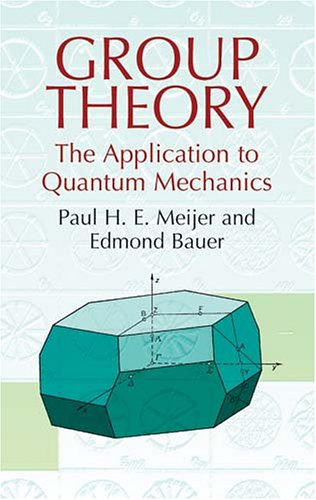 GROUP
THEORY
The Application to
Quantum Mechanics
Paul H. E. Meijer and
Edmond Bauer
z
B
Z
F
Λ
Γ
Δ
A
Y